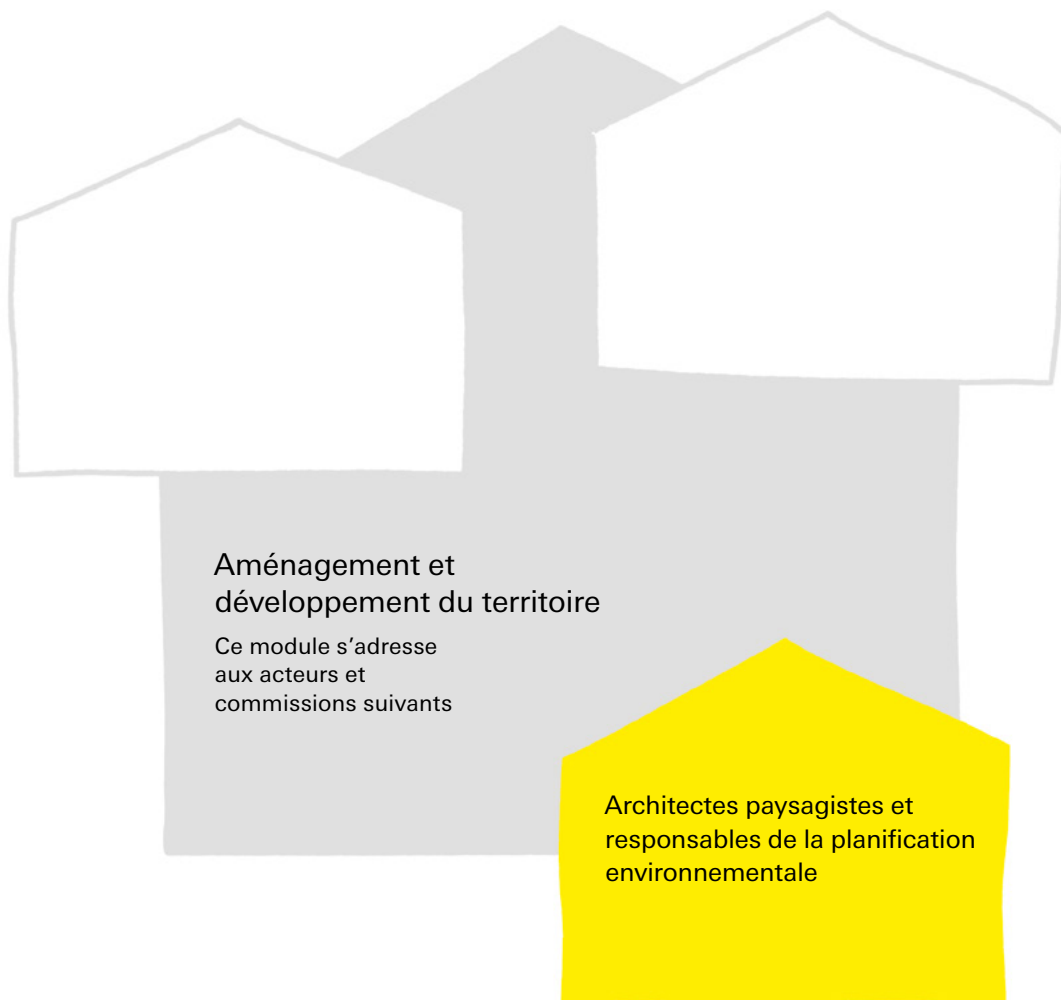 Aménagement et
développement du territoire
Ce module s’adresse
aux acteurs et
commissions suivants
Architectes paysagistes et
responsables de la planification
environnementale